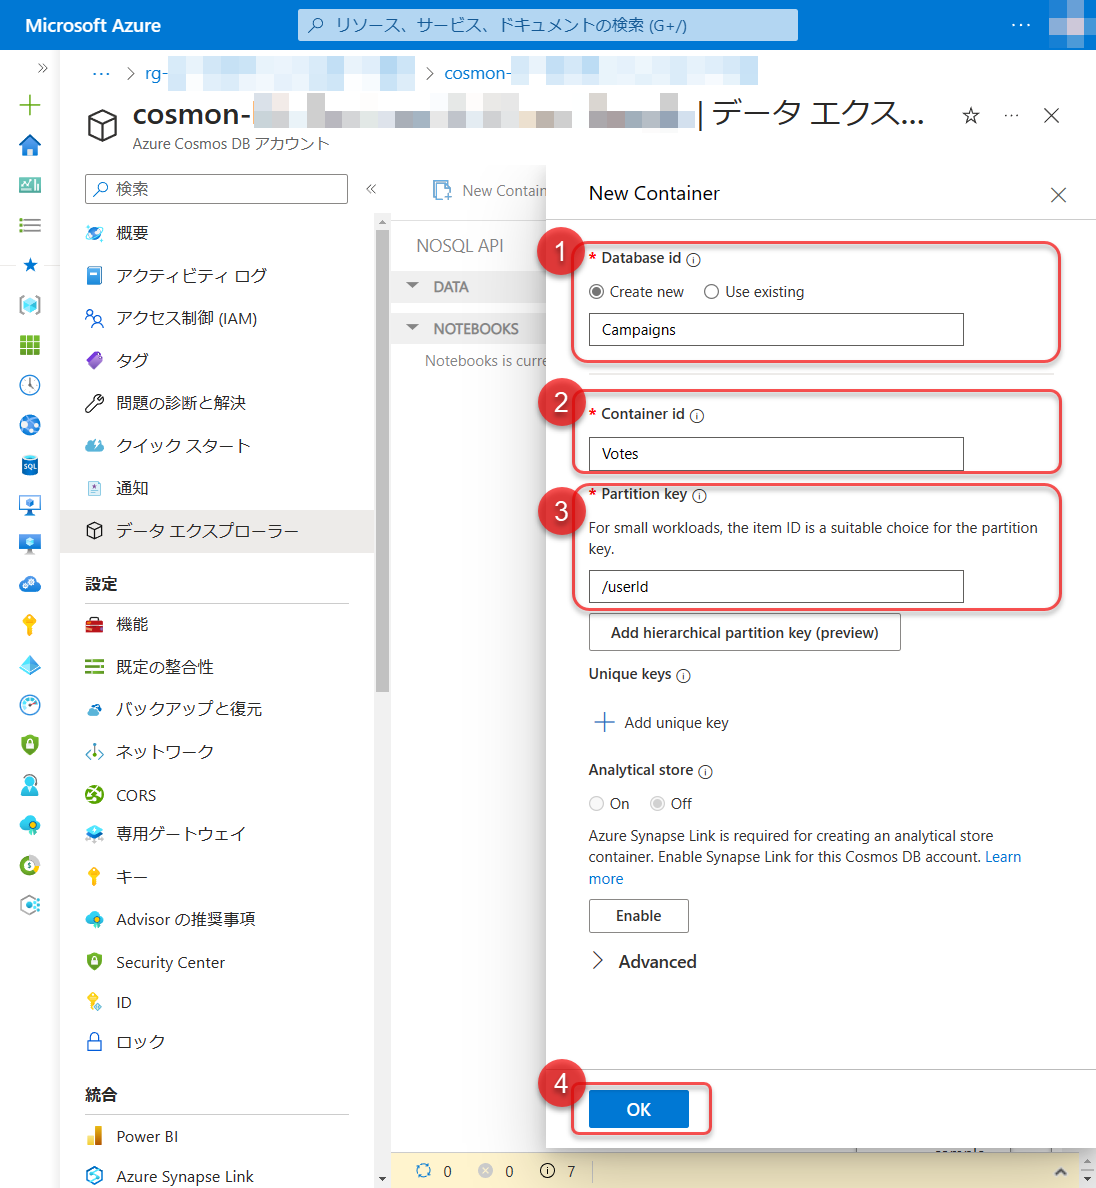 Microsoft Azure
リソース、サービス、ドキュメントの検索 (G+/)
rg-
cosmon-
cosmon-
| データ エクス...
Azure Cosmos DB アカウント
検索
概要
アクティビティ ログ
アクセス制御 (IAM)
タグ
問題の診断と解決
クイック スタート
通知
データ エクスプローラー
設定
機能
既定の整合性
バックアップと復元
ネットワーク
CORS
専用ゲートウェイ
キー
Advisor の推奨事項
Security Center
ID
ロック
統合
Power BI
Azure Synapse Link
New Contain
NOSQL API
DATA
NOTEBOOKS
Notebooks is curre
New Container
1
* Database id
Create new
Use existing
Campaigns
2
* Container id
Votes
3
* Partition key
For small workloads, the item ID is a suitable choice for the partition
key.
/userId
Add hierarchical partition key (preview)
Unique keys
Add unique key
Analytical store
On
Off
Azure Synapse Link is required for creating an analytical store
container. Enable Synapse Link for this Cosmos DB account. Learn
more
Enable
Advanced
4
OK
0
0
7